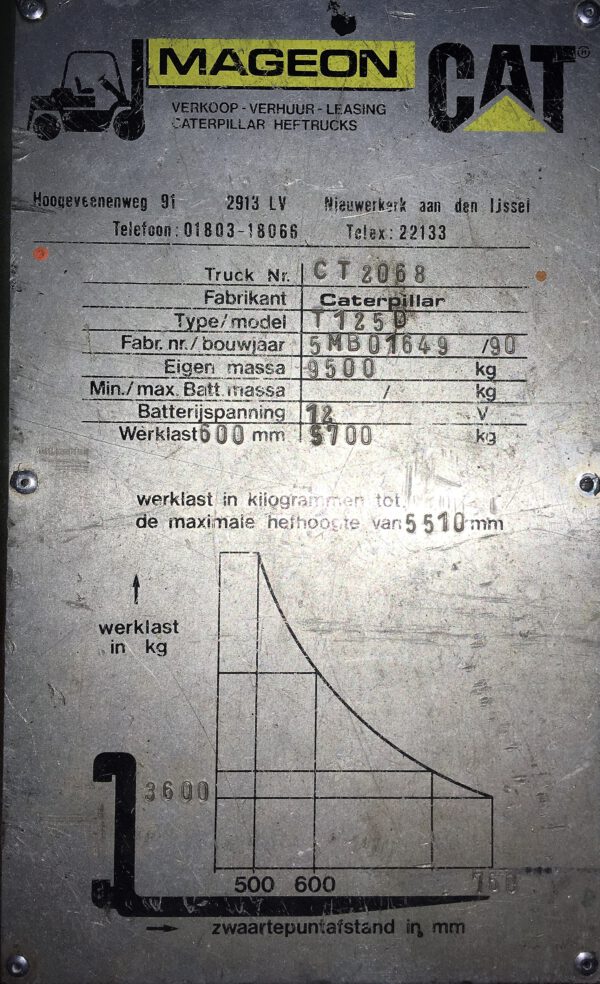 MAGEON
CAT®
VERKOOP - VERHUUR - LEASING
CATERPILLAR HEFTRUCKS
Hoogeveenenweg 91 2913 LV Nieuwerkerk aan den IJssel
Telefoon: 01803-18066 Telex: 22133
Truck Nr. CT2068
Fabrikant Caterpillar
Type/model T125D
Fabr. nr./bouwjaar 5MB01649 /90
Eigen massa 9500 kg
Min./max. Batt. massa / kg
Batterijspanning 12 V
Werklast 600 mm 5700 kg
werklast in kilogrammen tot
de maximale hefhoogte van 5510 mm
werklast
in kg
3600
500 600 760
zwaartepuntafstand in mm